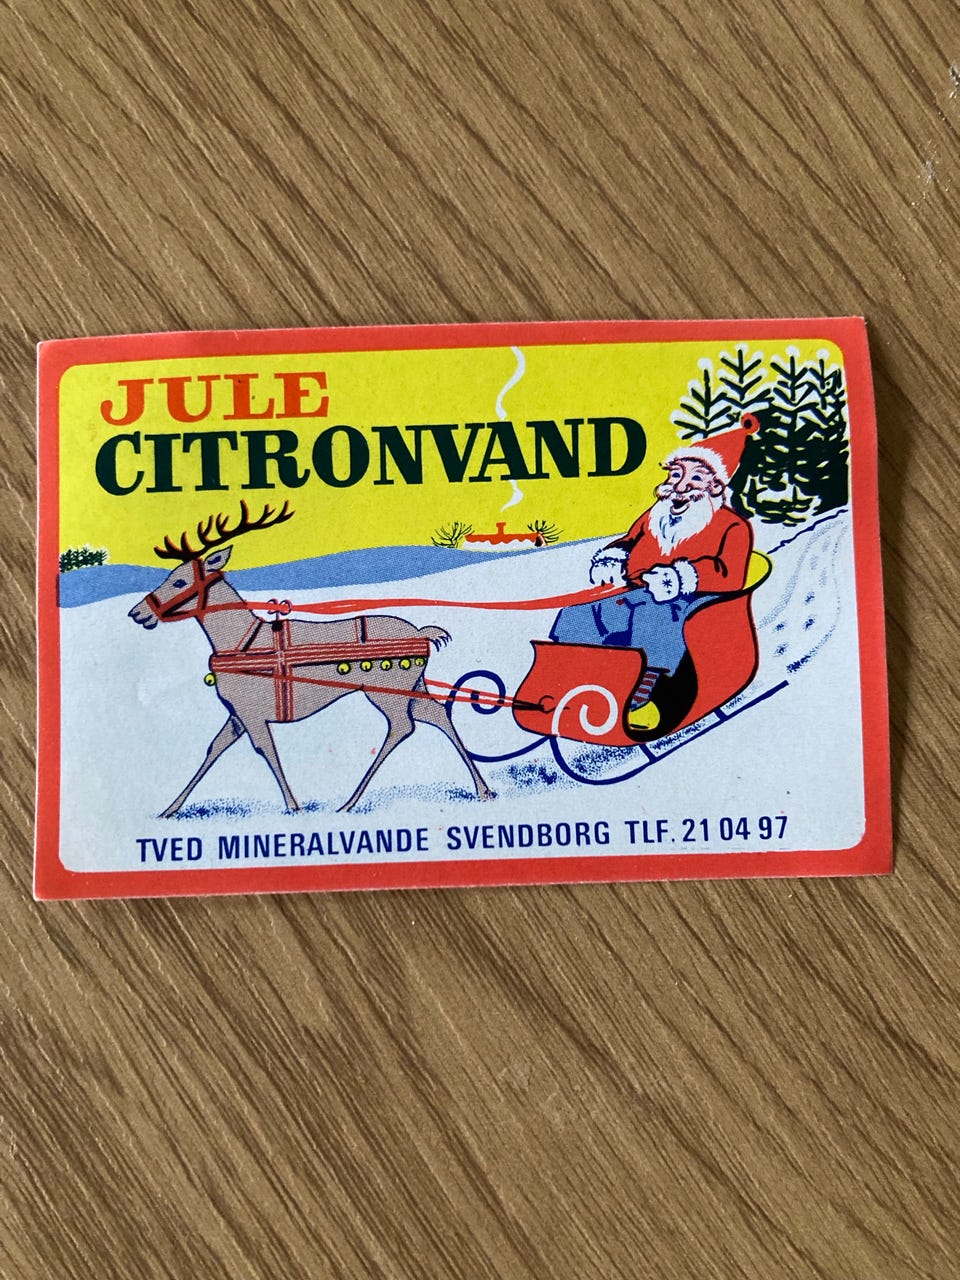 JULE
CITRONVAND
TVED MINERALVANDE SVENDBORG TLF. 21 04 97